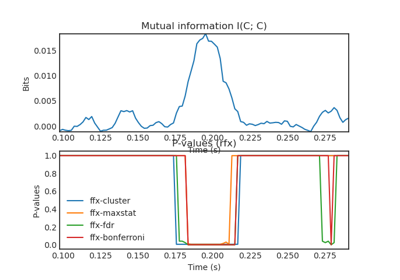 Mutual information I(C; C)
0.015
0.010
0.005
0.000
Bits
0.100 0.125 0.150 0.175 0.200 0.225 0.250 0.275
Time (s)
P-values (rfx)
1.0
0.8
0.6
0.4
0.2
0.0
P-values
ffx-cluster
ffx-maxstat
ffx-fdr
ffx-bonferroni
0.100 0.125 0.150 0.175 0.200 0.225 0.250 0.275
Time (s)